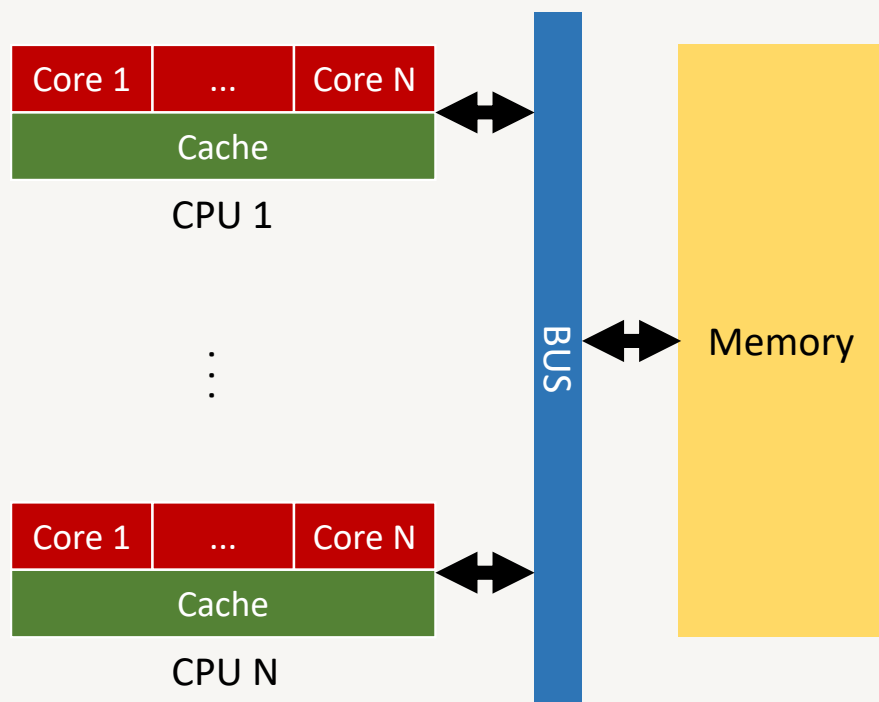 Core 1 ... Core N
Cache
CPU 1
⋮
BUS
Memory
Core 1 ... Core N
Cache
CPU N